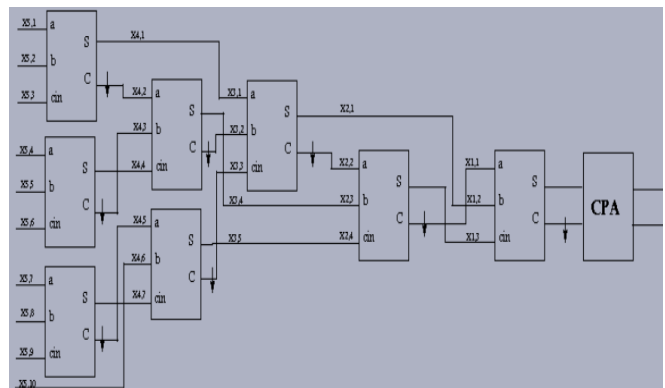 X5,1
a
S
X4,1
X5,2
b
C
X5,3
cin
X4,2
a
S
X4,3
b
C
X4,4
cin
X3,1
a
S
X2,1
X3,2
b
C
X3,3
cin
X5,4
a
S
X5,5
b
C
X5,6
cin
X2,2
a
S
X3,4
X2,3
b
C
X3,5
X2,4
cin
X1,1
a
S
X1,2
b
C
X1,3
cin
CPA
X4,5
a
S
X4,6
b
C
X4,7
cin
X5,7
a
S
X5,8
b
C
X5,9
cin
X5,10